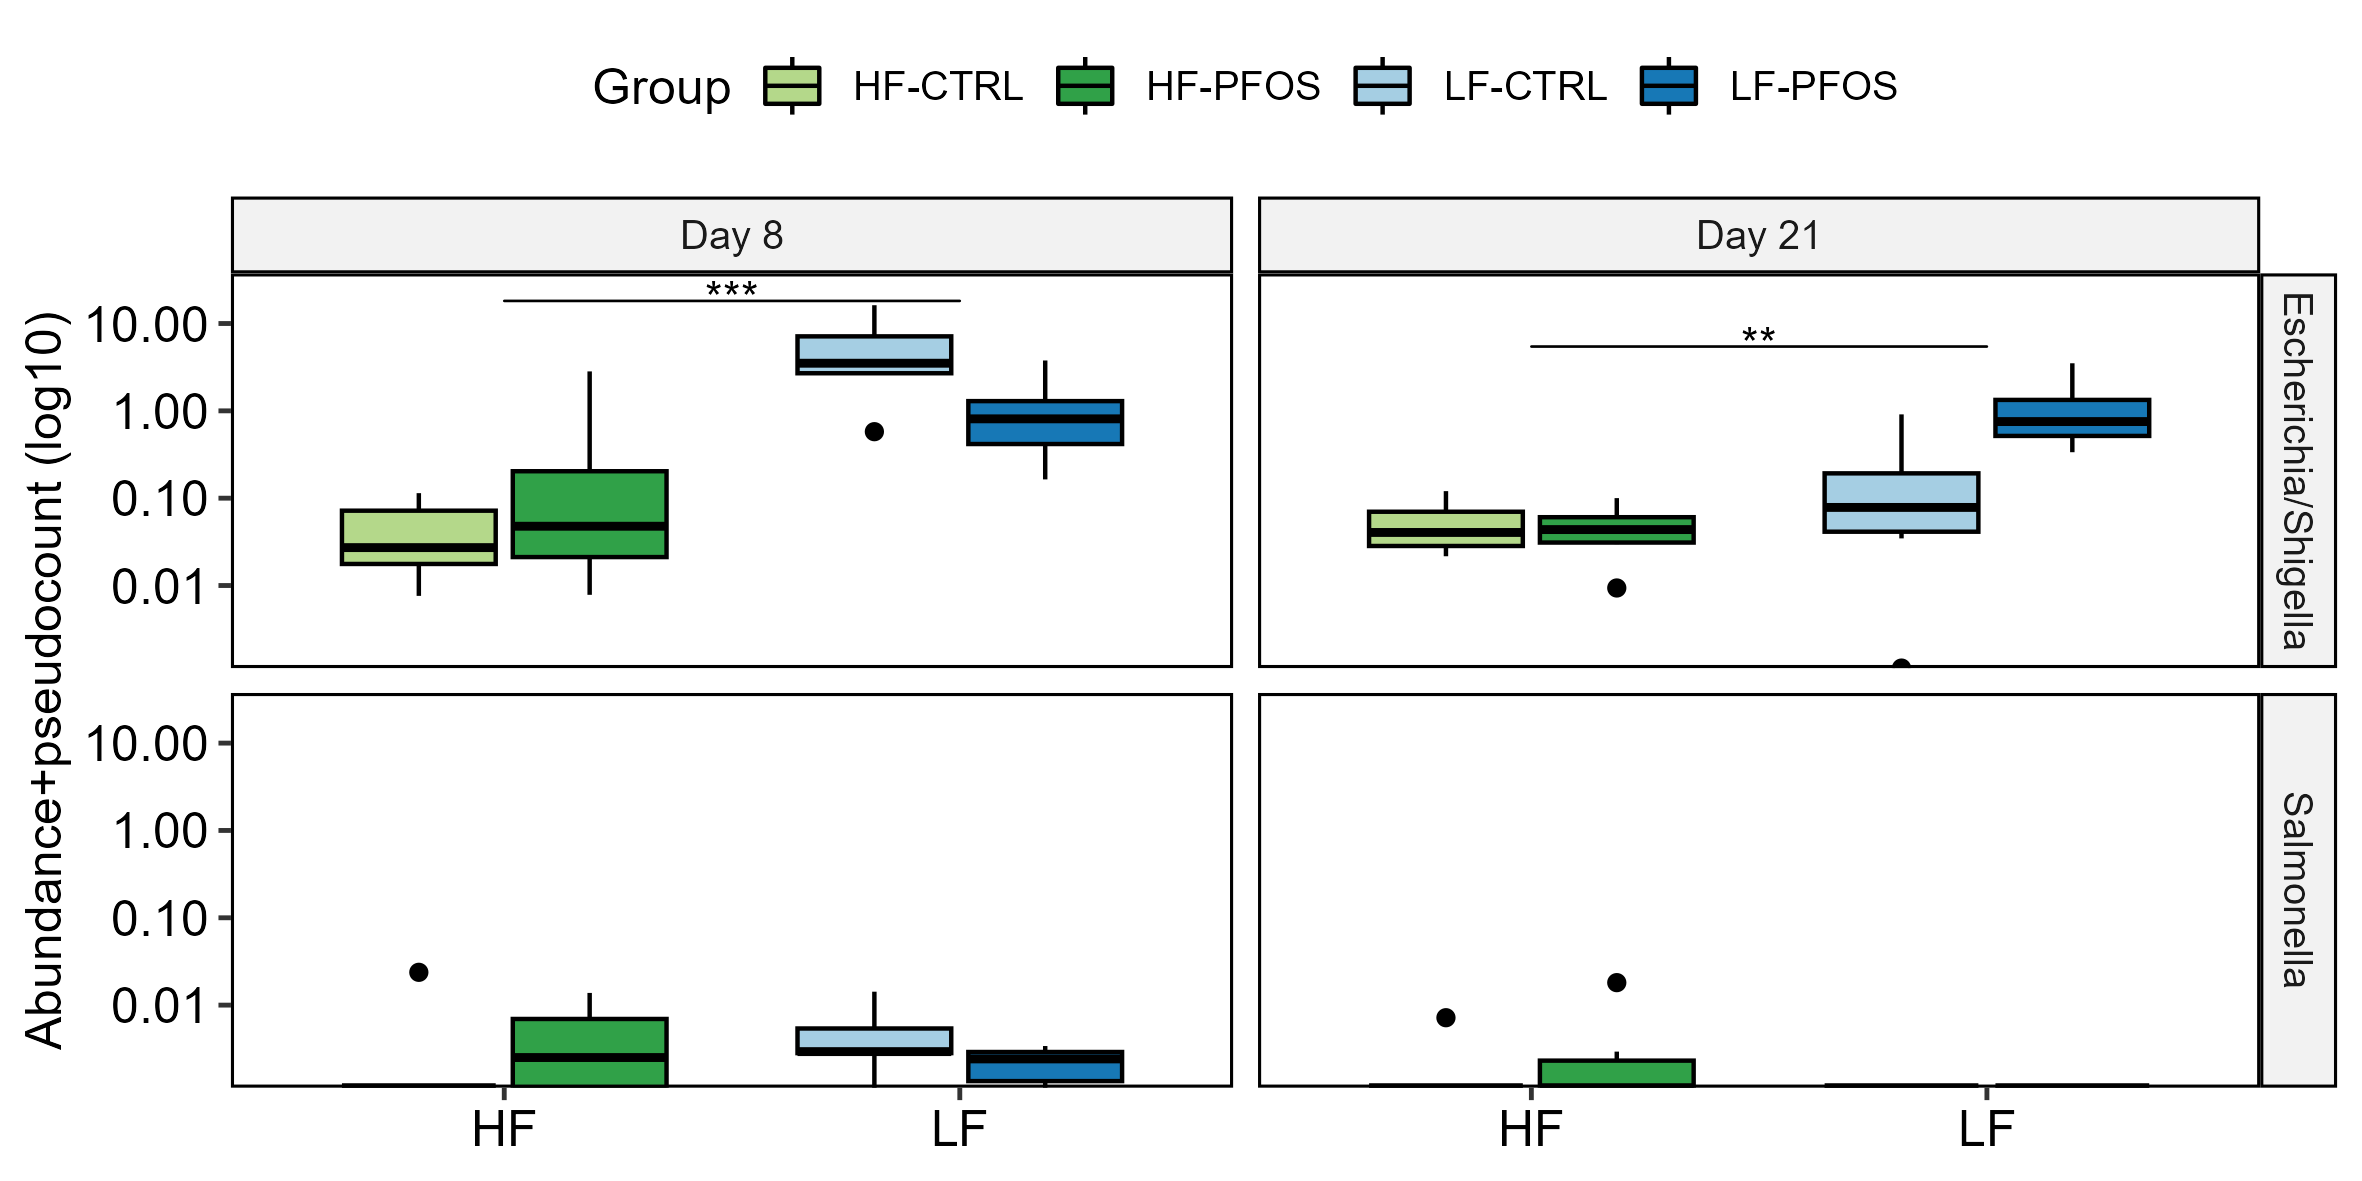 Group HF-CTRL HF-PFOS LF-CTRL LF-PFOS
Day 8
Day 21
***
**
Escherichia/Shigella
10.00
1.00
0.10
0.01
Abundance+pseudocount (log10)
Salmonella
10.00
1.00
0.10
0.01
HF
LF
HF
LF